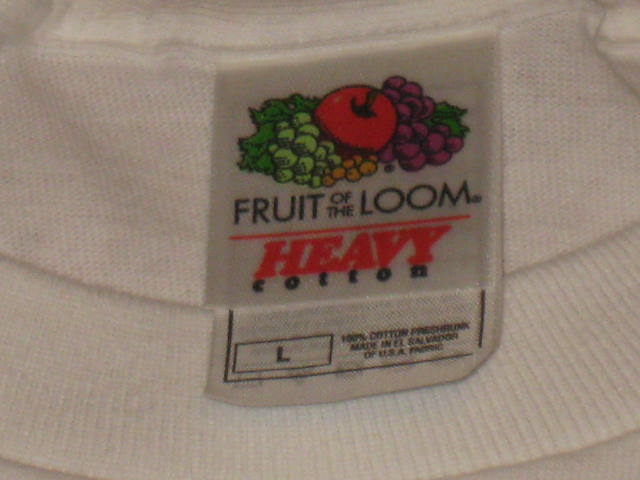 FRUIT OF THE LOOM®
HEAVY
cotton
L
100% COTTON PRESHRUNK
MADE IN EL SALVADOR
OF U.S.A. FABRIC